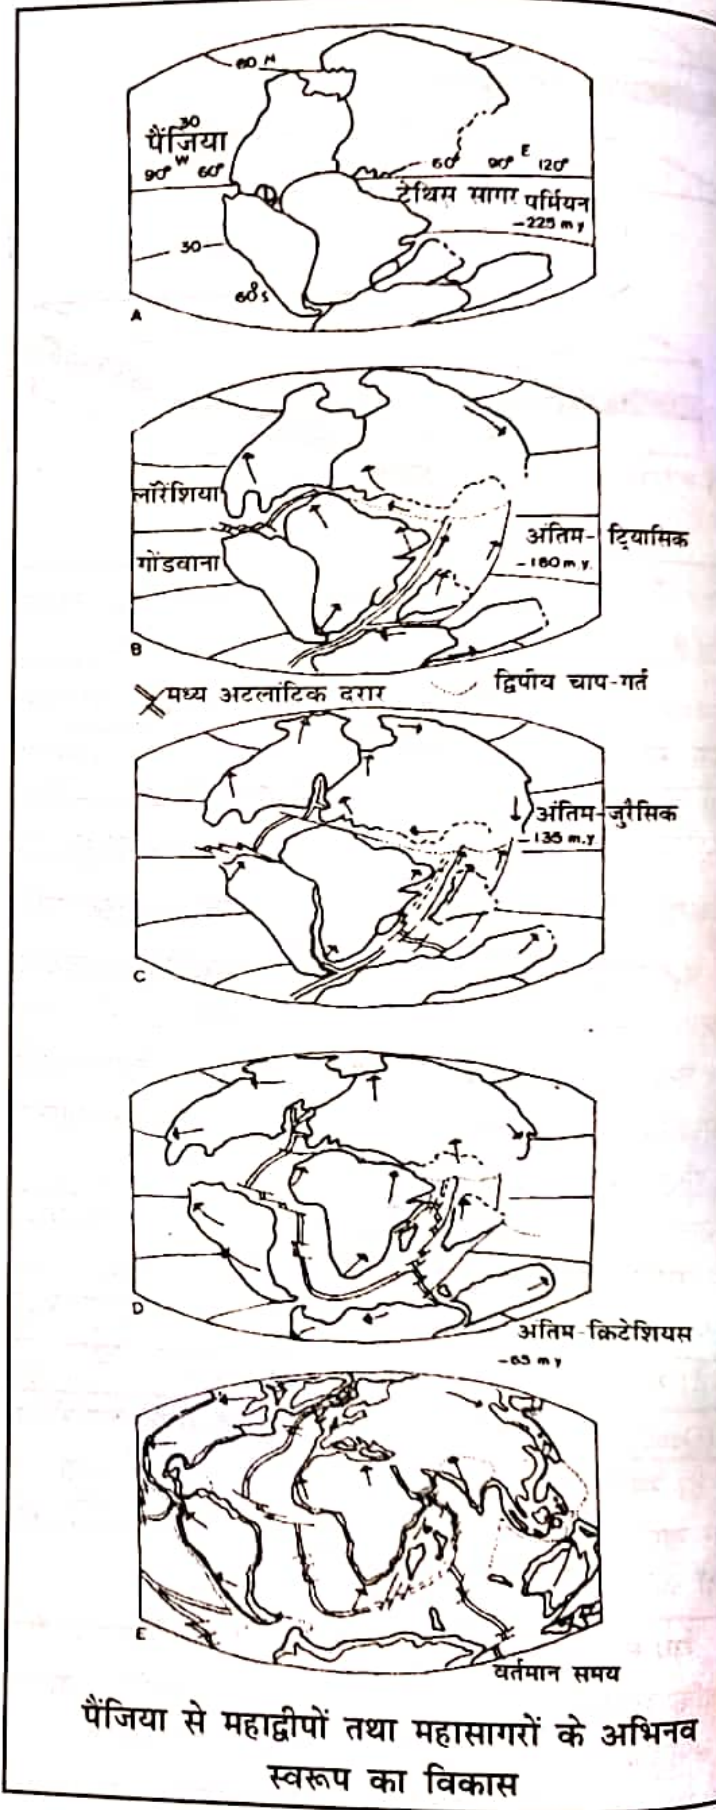 60 N
30
पैंजिया
90° W 60°
60° 90° E 120°
टेथिस सागर पर्मियन
-225 m y
30
60°s
A
लॉरेंशिया
गोंडवाना
अंतिम-ट्रियासिक
-180 m.y.
B
मध्य अटलांटिक दरार
द्विपीय चाप-गर्त
अंतिम-जुरैसिक
-135 m.y
C
D
अंतिम-क्रिटेशियस
-65 m y
E
वर्तमान समय
पैंजिया से महाद्वीपों तथा महासागरों के अभिनव
स्वरूप का विकास